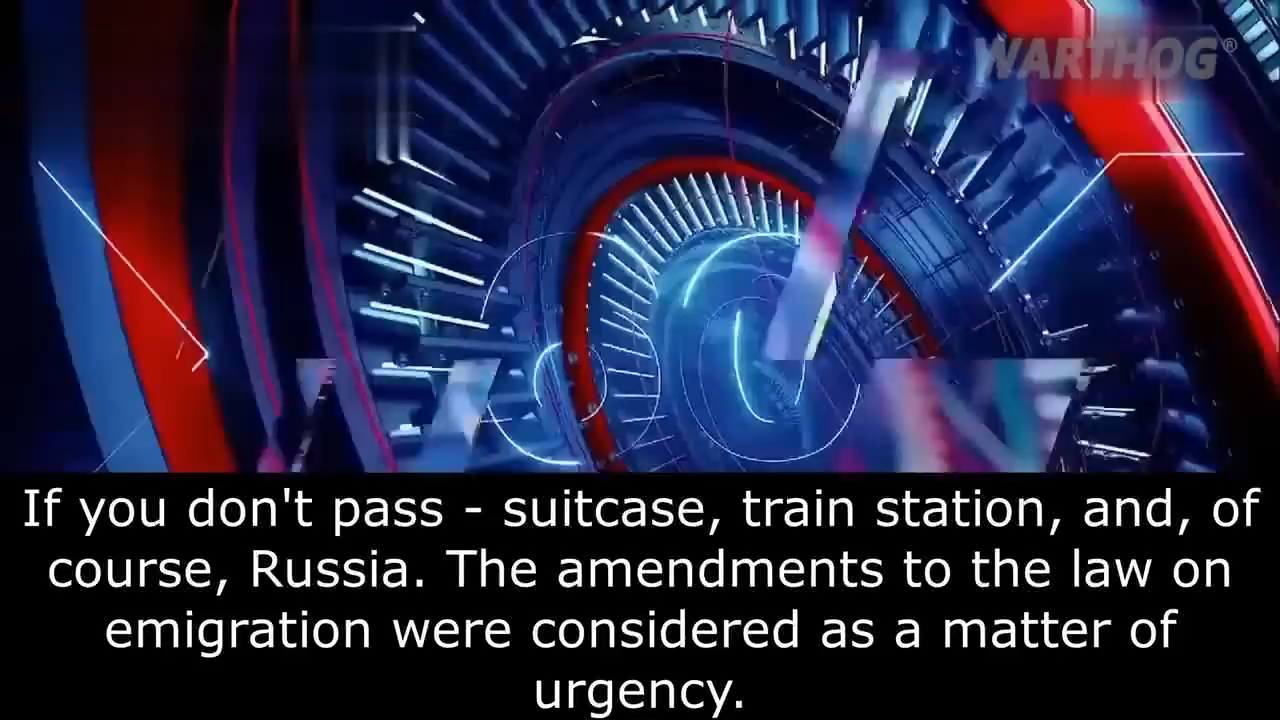 WARTHOG®
If you don't pass - suitcase, train station, and, of
course, Russia. The amendments to the law on
emigration were considered as a matter of
urgency.